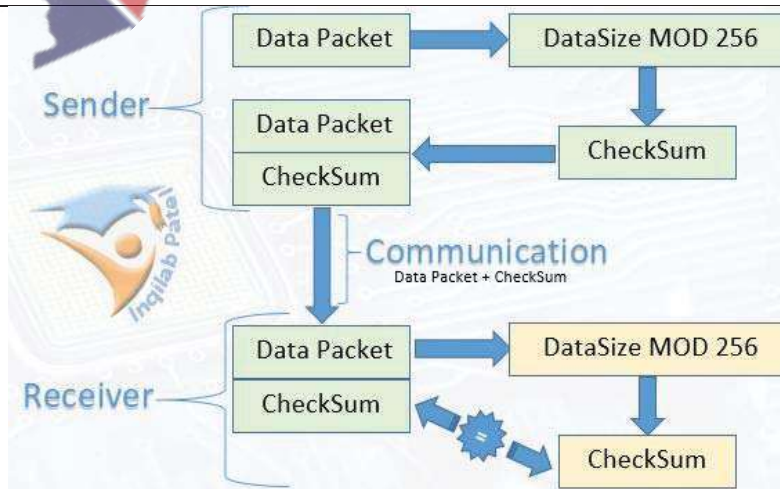 Data Packet
DataSize MOD 256
Sender
Data Packet
CheckSum
CheckSum
Inqilab Patel
Communication
Data Packet + CheckSum
Data Packet
DataSize MOD 256
Receiver
CheckSum
=
CheckSum